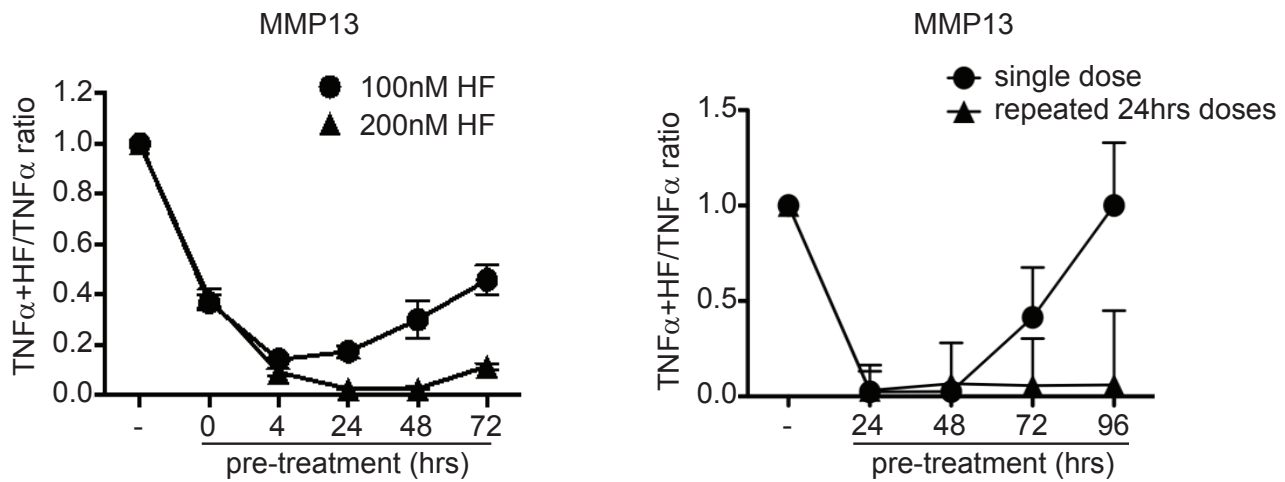 MMP13
100nM HF
200nM HF
TNFα+HF/TNFα ratio
1.2
1.0
0.8
0.6
0.4
0.2
0.0
- 0 4 24 48 72
pre-treatment (hrs)
MMP13
single dose
repeated 24hrs doses
TNFα+HF/TNFα ratio
1.5
1.0
0.5
0.0
- 24 48 72 96
pre-treatment (hrs)